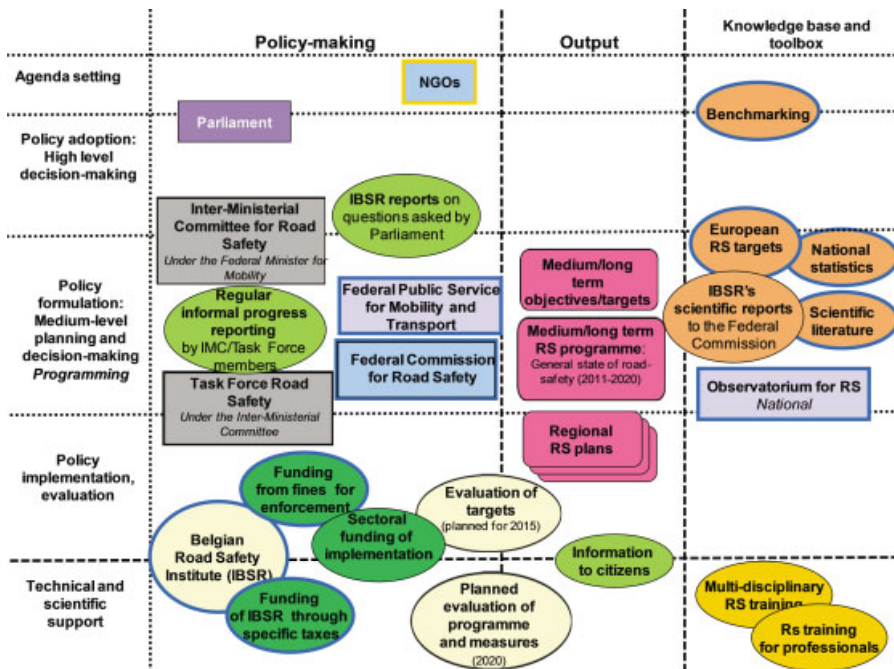 Policy-making
Output
Knowledge base and
toolbox
Agenda setting
NGOs
Parliament
Benchmarking
Policy adoption:
High level
decision-making
IBSR reports on
questions asked by
Parliament
Inter-Ministerial
Committee for Road
Safety
Under the Federal Minister for
Mobility
European
RS targets
National
statistics
Policy
formulation:
Medium-level
planning and
decision-making
Programming
Regular
informal progress
reporting
by IMC/Task Force
members
Federal Public Service
for Mobility and
Transport
Federal Commission
for Road Safety
Medium/long
term
objectives/targets
Medium/long term
RS programme:
General state of road-
safety (2011-2020)
IBSR's
scientific reports
to the Federal
Commission
Scientific
literature
Task Force Road
Safety
Under the Inter-Ministerial
Committee
Observatorium for RS
National
Regional
RS plans
Policy
implementation,
evaluation
Funding
from fines for
enforcement
Sectoral
funding of
implementation
Evaluation of
targets
(planned for 2015)
Belgian
Road Safety
Institute (IBSR)
Information
to citizens
Technical and
scientific
support
Funding
of IBSR through
specific taxes
Planned
evaluation of
programme
and measures
(2020)
Multi-disciplinary
RS training
Rs training
for professionals